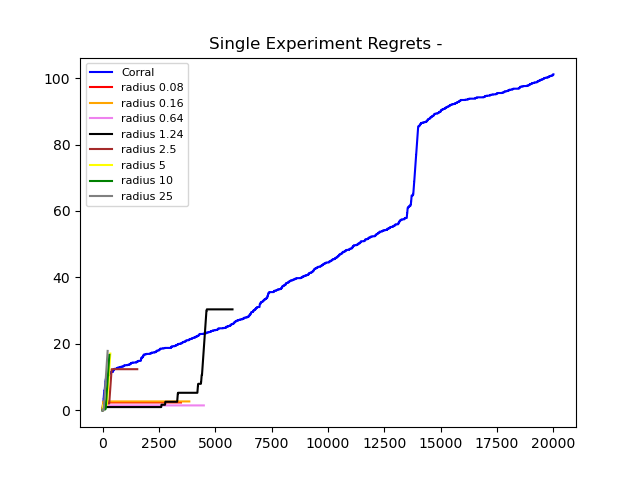 Single Experiment Regrets -
100
80
60
40
20
0
Corral
radius 0.08
radius 0.16
radius 0.64
radius 1.24
radius 2.5
radius 5
radius 10
radius 25
0 2500 5000 7500 10000 12500 15000 17500 20000